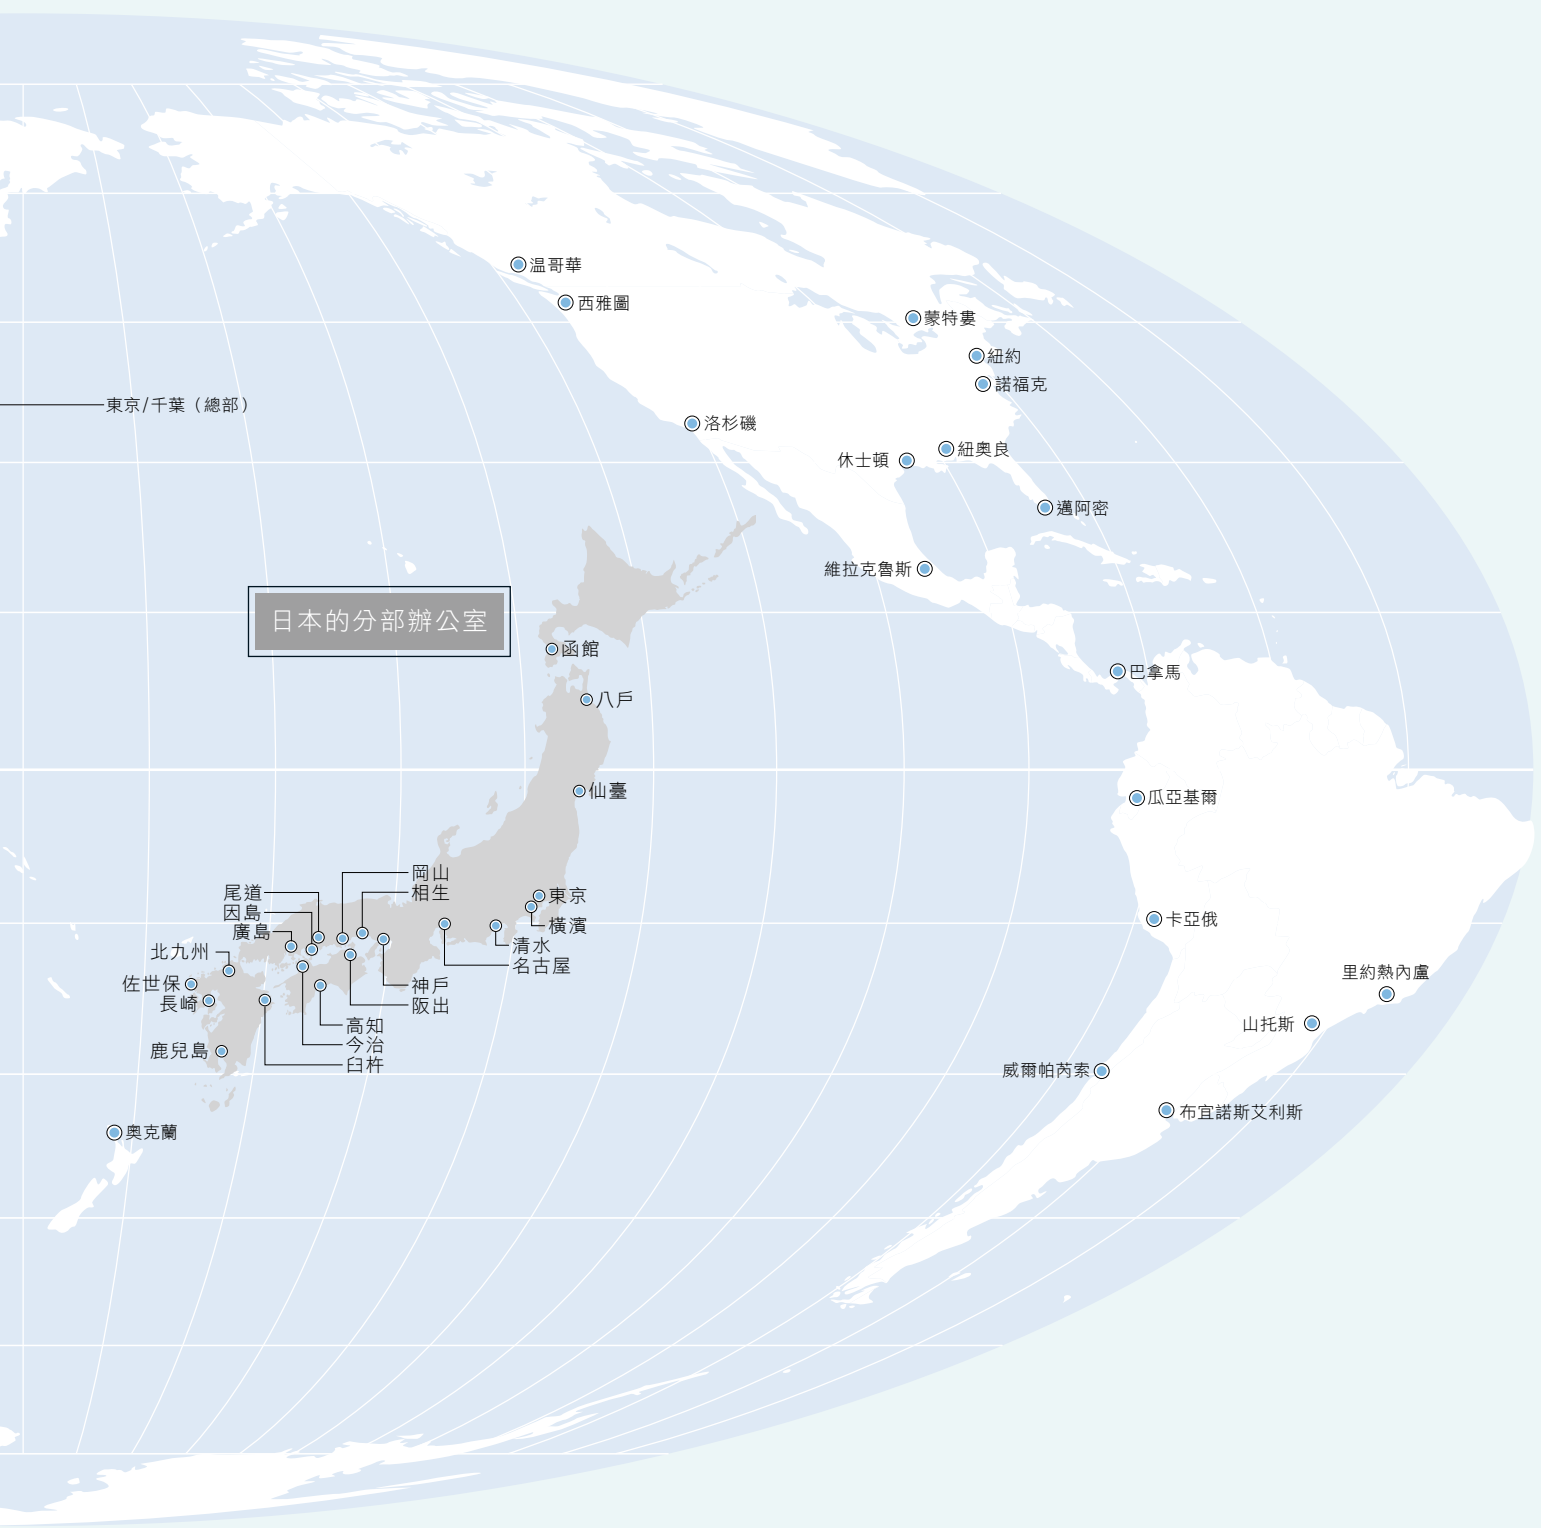 温哥華
西雅圖
蒙特婁
紐約
諾福克
東京/千葉（總部）
洛杉磯
紐奧良
休士頓
邁阿密
維拉克魯斯
日本的分部辦公室
函館
巴拿馬
八戶
仙臺
瓜亞基爾
岡山
相生
尾道
東京
因島
卡亞俄
橫濱
廣島
清水
北九州
名古屋
里約熱內盧
佐世保
神戶
長崎
阪出
高知
山托斯
今治
鹿兒島
臼杵
威爾帕芮索
布宜諾斯艾利斯
奧克蘭